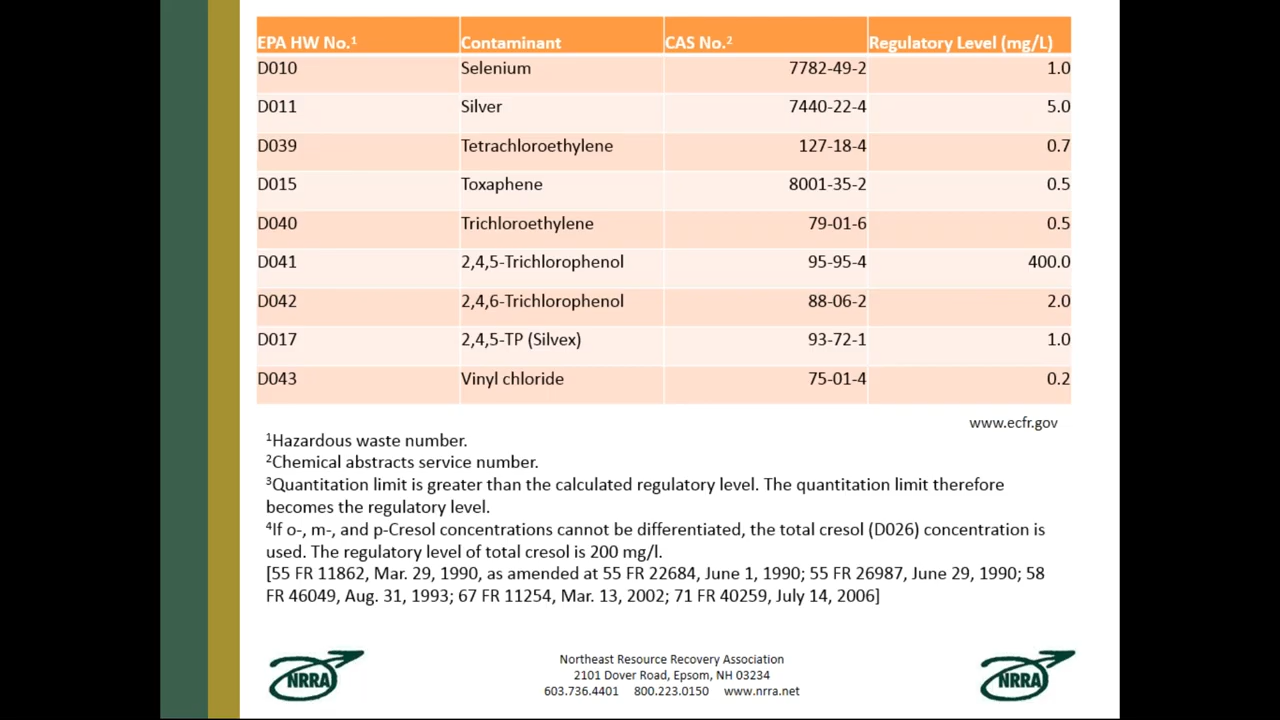 EPA HW No.¹ Contaminant CAS No.² Regulatory Level (mg/L)
D010 Selenium 7782-49-2 1.0
D011 Silver 7440-22-4 5.0
D039 Tetrachloroethylene 127-18-4 0.7
D015 Toxaphene 8001-35-2 0.5
D040 Trichloroethylene 79-01-6 0.5
D041 2,4,5-Trichlorophenol 95-95-4 400.0
D042 2,4,6-Trichlorophenol 88-06-2 2.0
D017 2,4,5-TP (Silvex) 93-72-1 1.0
D043 Vinyl chloride 75-01-4 0.2
www.ecfr.gov
¹Hazardous waste number.
²Chemical abstracts service number.
³Quantitation limit is greater than the calculated regulatory level. The quantitation limit therefore
becomes the regulatory level.
⁴If o-, m-, and p-Cresol concentrations cannot be differentiated, the total cresol (D026) concentration is
used. The regulatory level of total cresol is 200 mg/l.
[55 FR 11862, Mar. 29, 1990, as amended at 55 FR 22684, June 1, 1990; 55 FR 26987, June 29, 1990; 58
FR 46049, Aug. 31, 1993; 67 FR 11254, Mar. 13, 2002; 71 FR 40259, July 14, 2006]
NRRA
Northeast Resource Recovery Association
2101 Dover Road, Epsom, NH 03234
603.736.4401 800.223.0150 www.nrra.net
NRRA